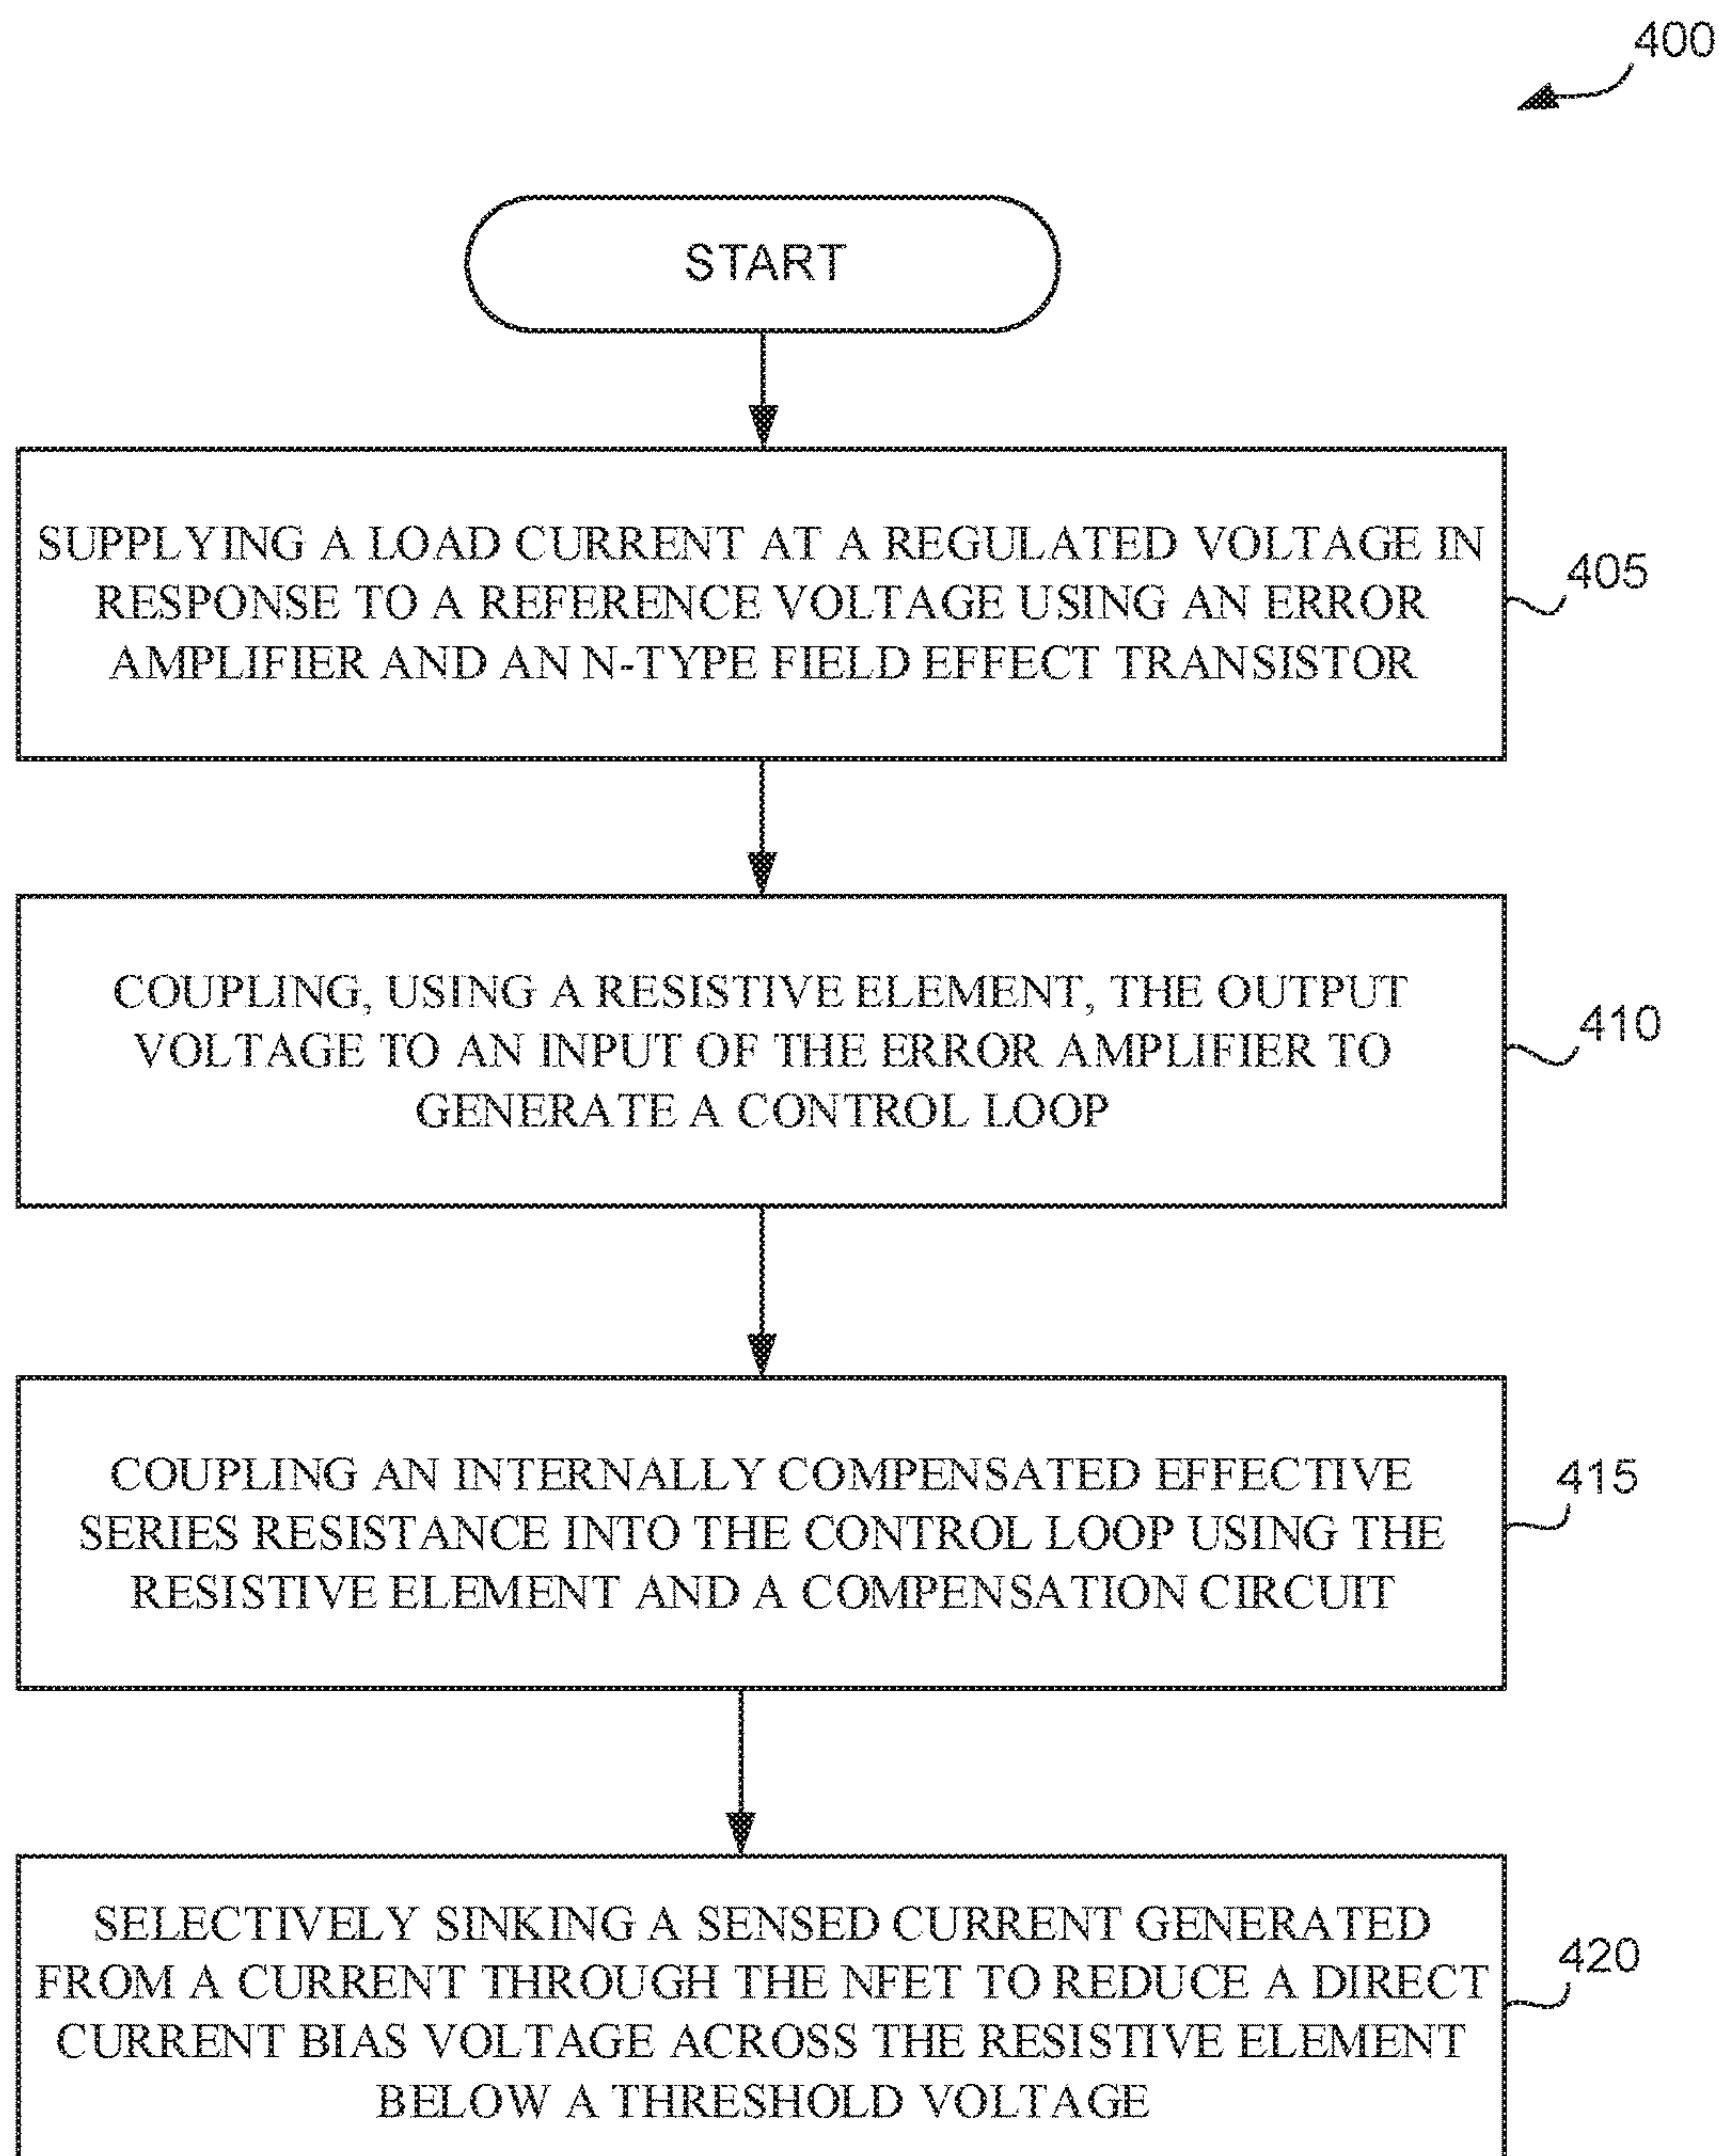 400
START
SUPPLYING A LOAD CURRENT AT A REGULATED VOLTAGE IN
RESPONSE TO A REFERENCE VOLTAGE USING AN ERROR
AMPLIFIER AND AN N-TYPE FIELD EFFECT TRANSISTOR
405
COUPLING, USING A RESISTIVE ELEMENT, THE OUTPUT
VOLTAGE TO AN INPUT OF THE ERROR AMPLIFIER TO
GENERATE A CONTROL LOOP
410
COUPLING AN INTERNALLY COMPENSATED EFFECTIVE
SERIES RESISTANCE INTO THE CONTROL LOOP USING THE
RESISTIVE ELEMENT AND A COMPENSATION CIRCUIT
415
SELECTIVELY SINKING A SENSED CURRENT GENERATED
FROM A CURRENT THROUGH THE NFET TO REDUCE A DIRECT
CURRENT BIAS VOLTAGE ACROSS THE RESISTIVE ELEMENT
BELOW A THRESHOLD VOLTAGE
420